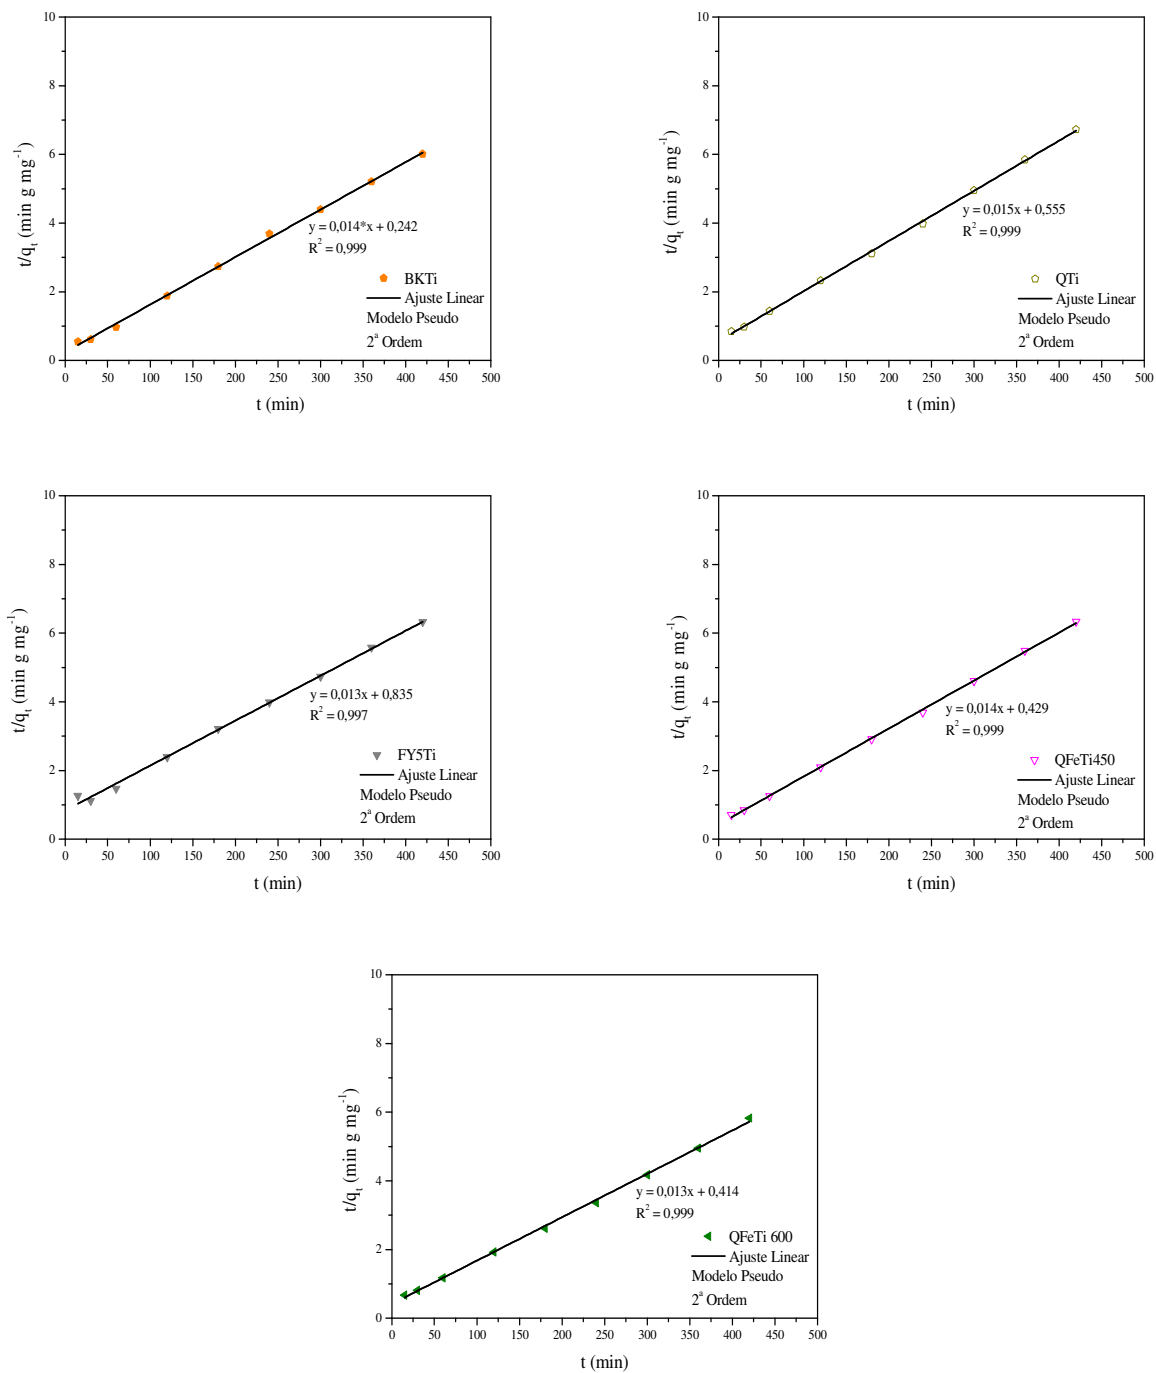 10
8
6
4
2
0
t/qt (min g mg-1)
y = 0,014*x + 0,242
R2 = 0,999
BKTi
Ajuste Linear
Modelo Pseudo
2a Ordem
0 50 100 150 200 250 300 350 400 450 500
t (min)
10
8
6
4
2
0
t/qt (min g mg-1)
y = 0,015x + 0,555
R2 = 0,999
QTi
Ajuste Linear
Modelo Pseudo
2a Ordem
0 50 100 150 200 250 300 350 400 450 500
t (min)
10
8
6
4
2
0
t/qt (min g mg-1)
y = 0,013x + 0,835
R2 = 0,997
FY5Ti
Ajuste Linear
Modelo Pseudo
2a Ordem
0 50 100 150 200 250 300 350 400 450 500
t (min)
10
8
6
4
2
0
t/qt (min g mg-1)
y = 0,014x + 0,429
R2 = 0,999
QFeTi450
Ajuste Linear
Modelo Pseudo
2a Ordem
0 50 100 150 200 250 300 350 400 450 500
t (min)
10
8
6
4
2
0
t/qt (min g mg-1)
y = 0,013x + 0,414
R2 = 0,999
QFeTi 600
Ajuste Linear
Modelo Pseudo
2a Ordem
0 50 100 150 200 250 300 350 400 450 500
t (min)